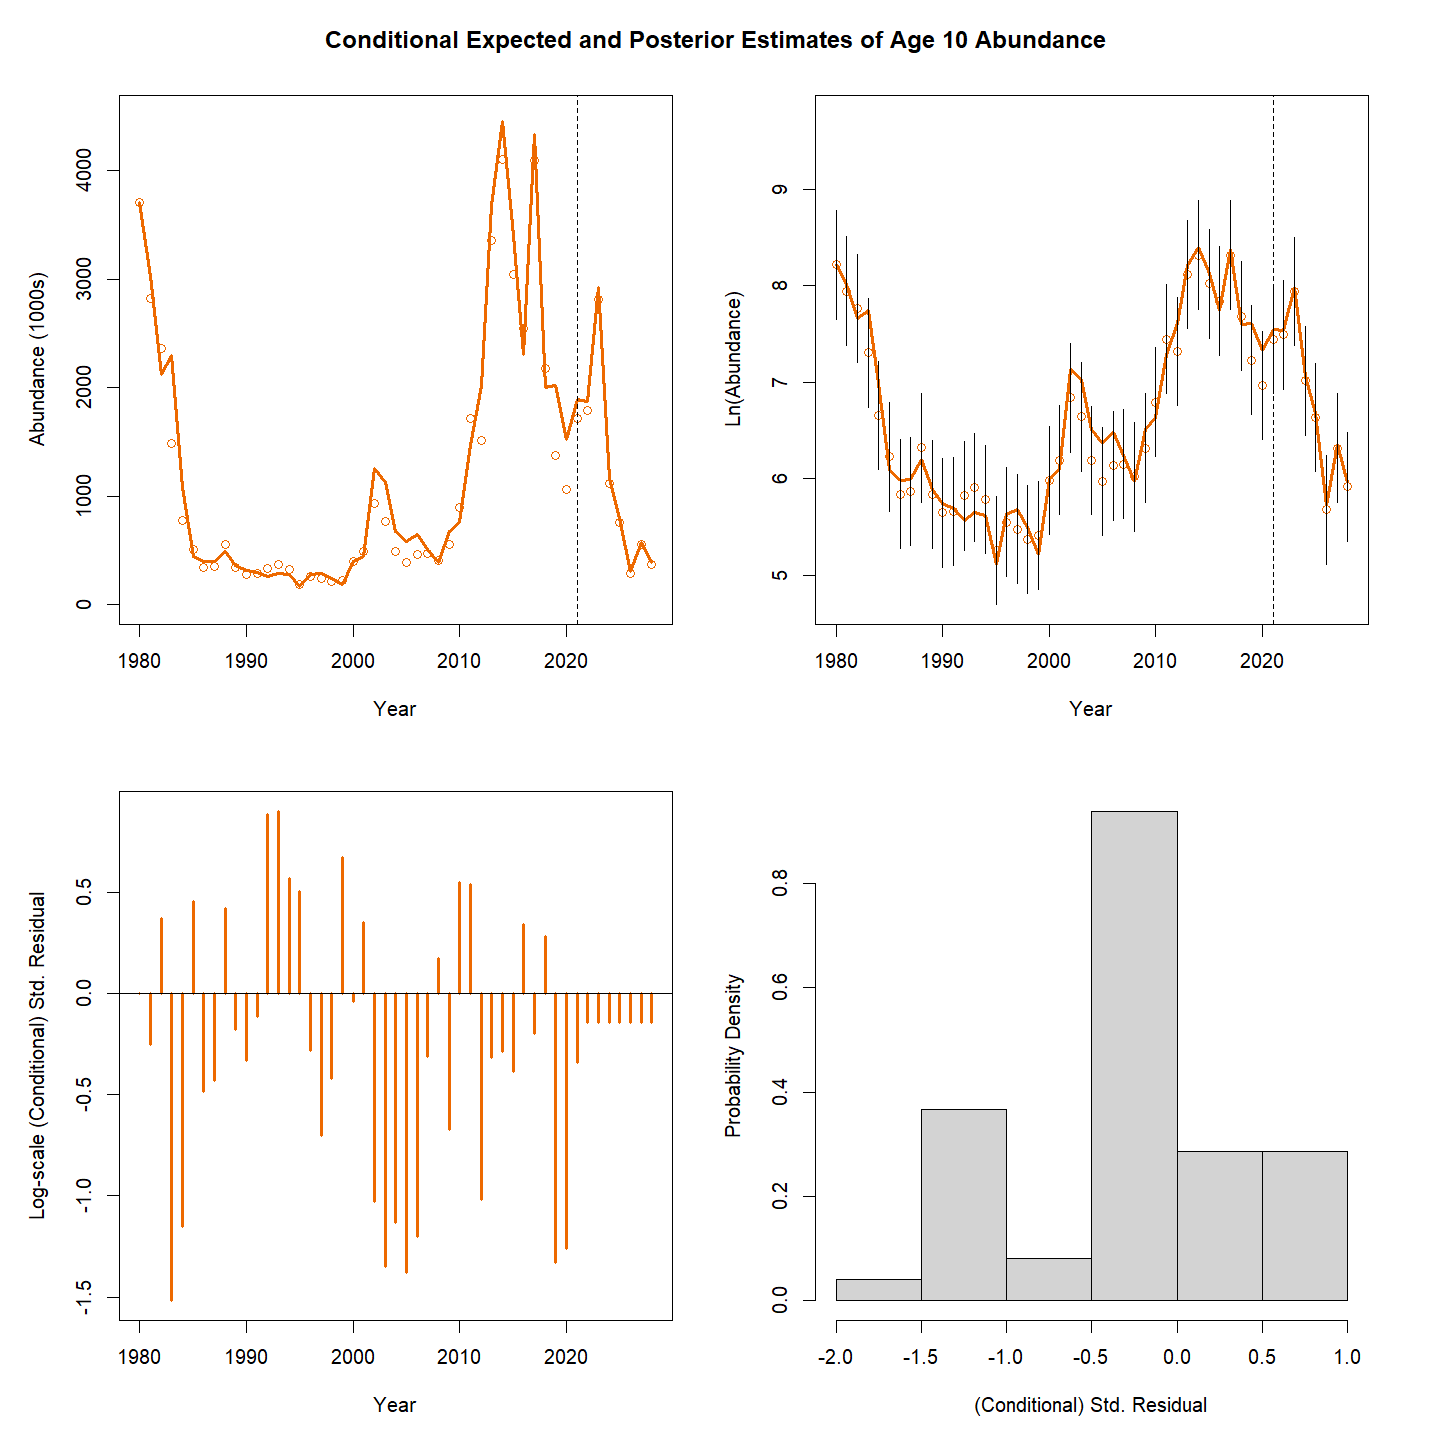 Conditional Expected and Posterior Estimates of Age 10 Abundance
Abundance (1000s)
4000
3000
2000
1000
0
1980 1990 2000 2010 2020
Year
Ln(Abundance)
9
8
7
6
5
1980 1990 2000 2010 2020
Year
Log-scale (Conditional) Std. Residual
0.5
0.0
-0.5
-1.0
-1.5
1980 1990 2000 2010 2020
Year
Probability Density
0.8
0.6
0.4
0.2
0.0
-2.0 -1.5 -1.0 -0.5 0.0 0.5 1.0
(Conditional) Std. Residual